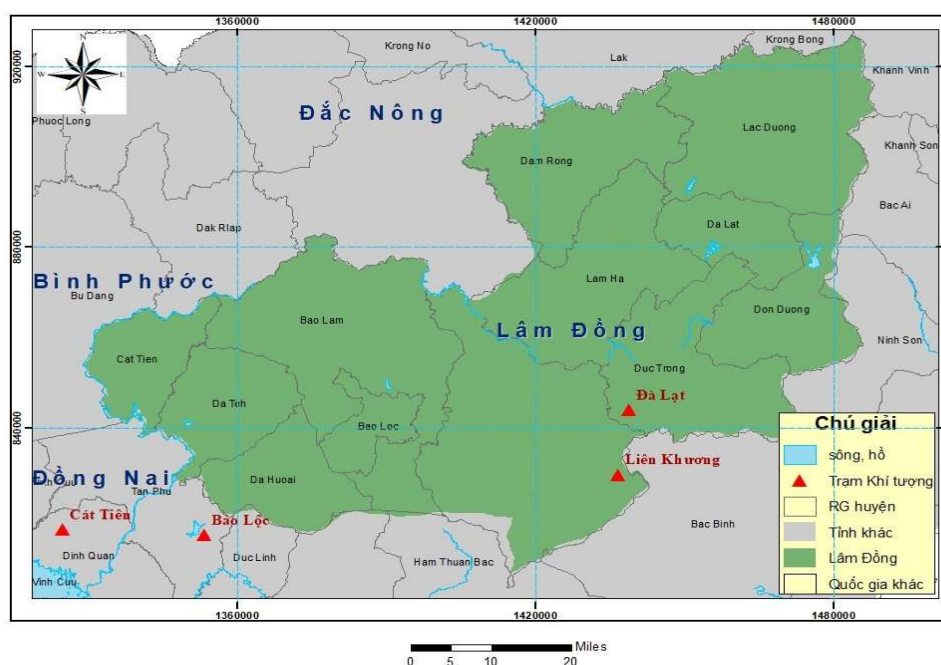 1360000 1420000 1480000
920000
880000
840000
N
W E
S
Krong No
Lak
Krong Bong
Khanh Vinh
Phuoc Long
Đắc Nông
Lac Duong
Khanh Son
Dam Rong
Bac Ai
Dak Rlap
Da Lat
Bình Phước
Bu Dang
Lam Ha
Bao Lam
Don Duong
Lâm Đồng
Ninh Son
Cat Tien
Duc Trong
Da Teh
Đà Lạt
Bao Loc
Liên Khương
Đồng Nai
Da Huoai
Tan Phu
Cát Tiên
Bảo Lộc
Bac Binh
Dinh Quan
Duc Linh
Ham Thuan Bac
Vinh Cuu
Chú giải
sông, hồ
Trạm Khí tượng
RG huyện
Tỉnh khác
Lâm Đồng
Quốc gia khác
1360000 1420000 1480000
Miles
0 5 10 20